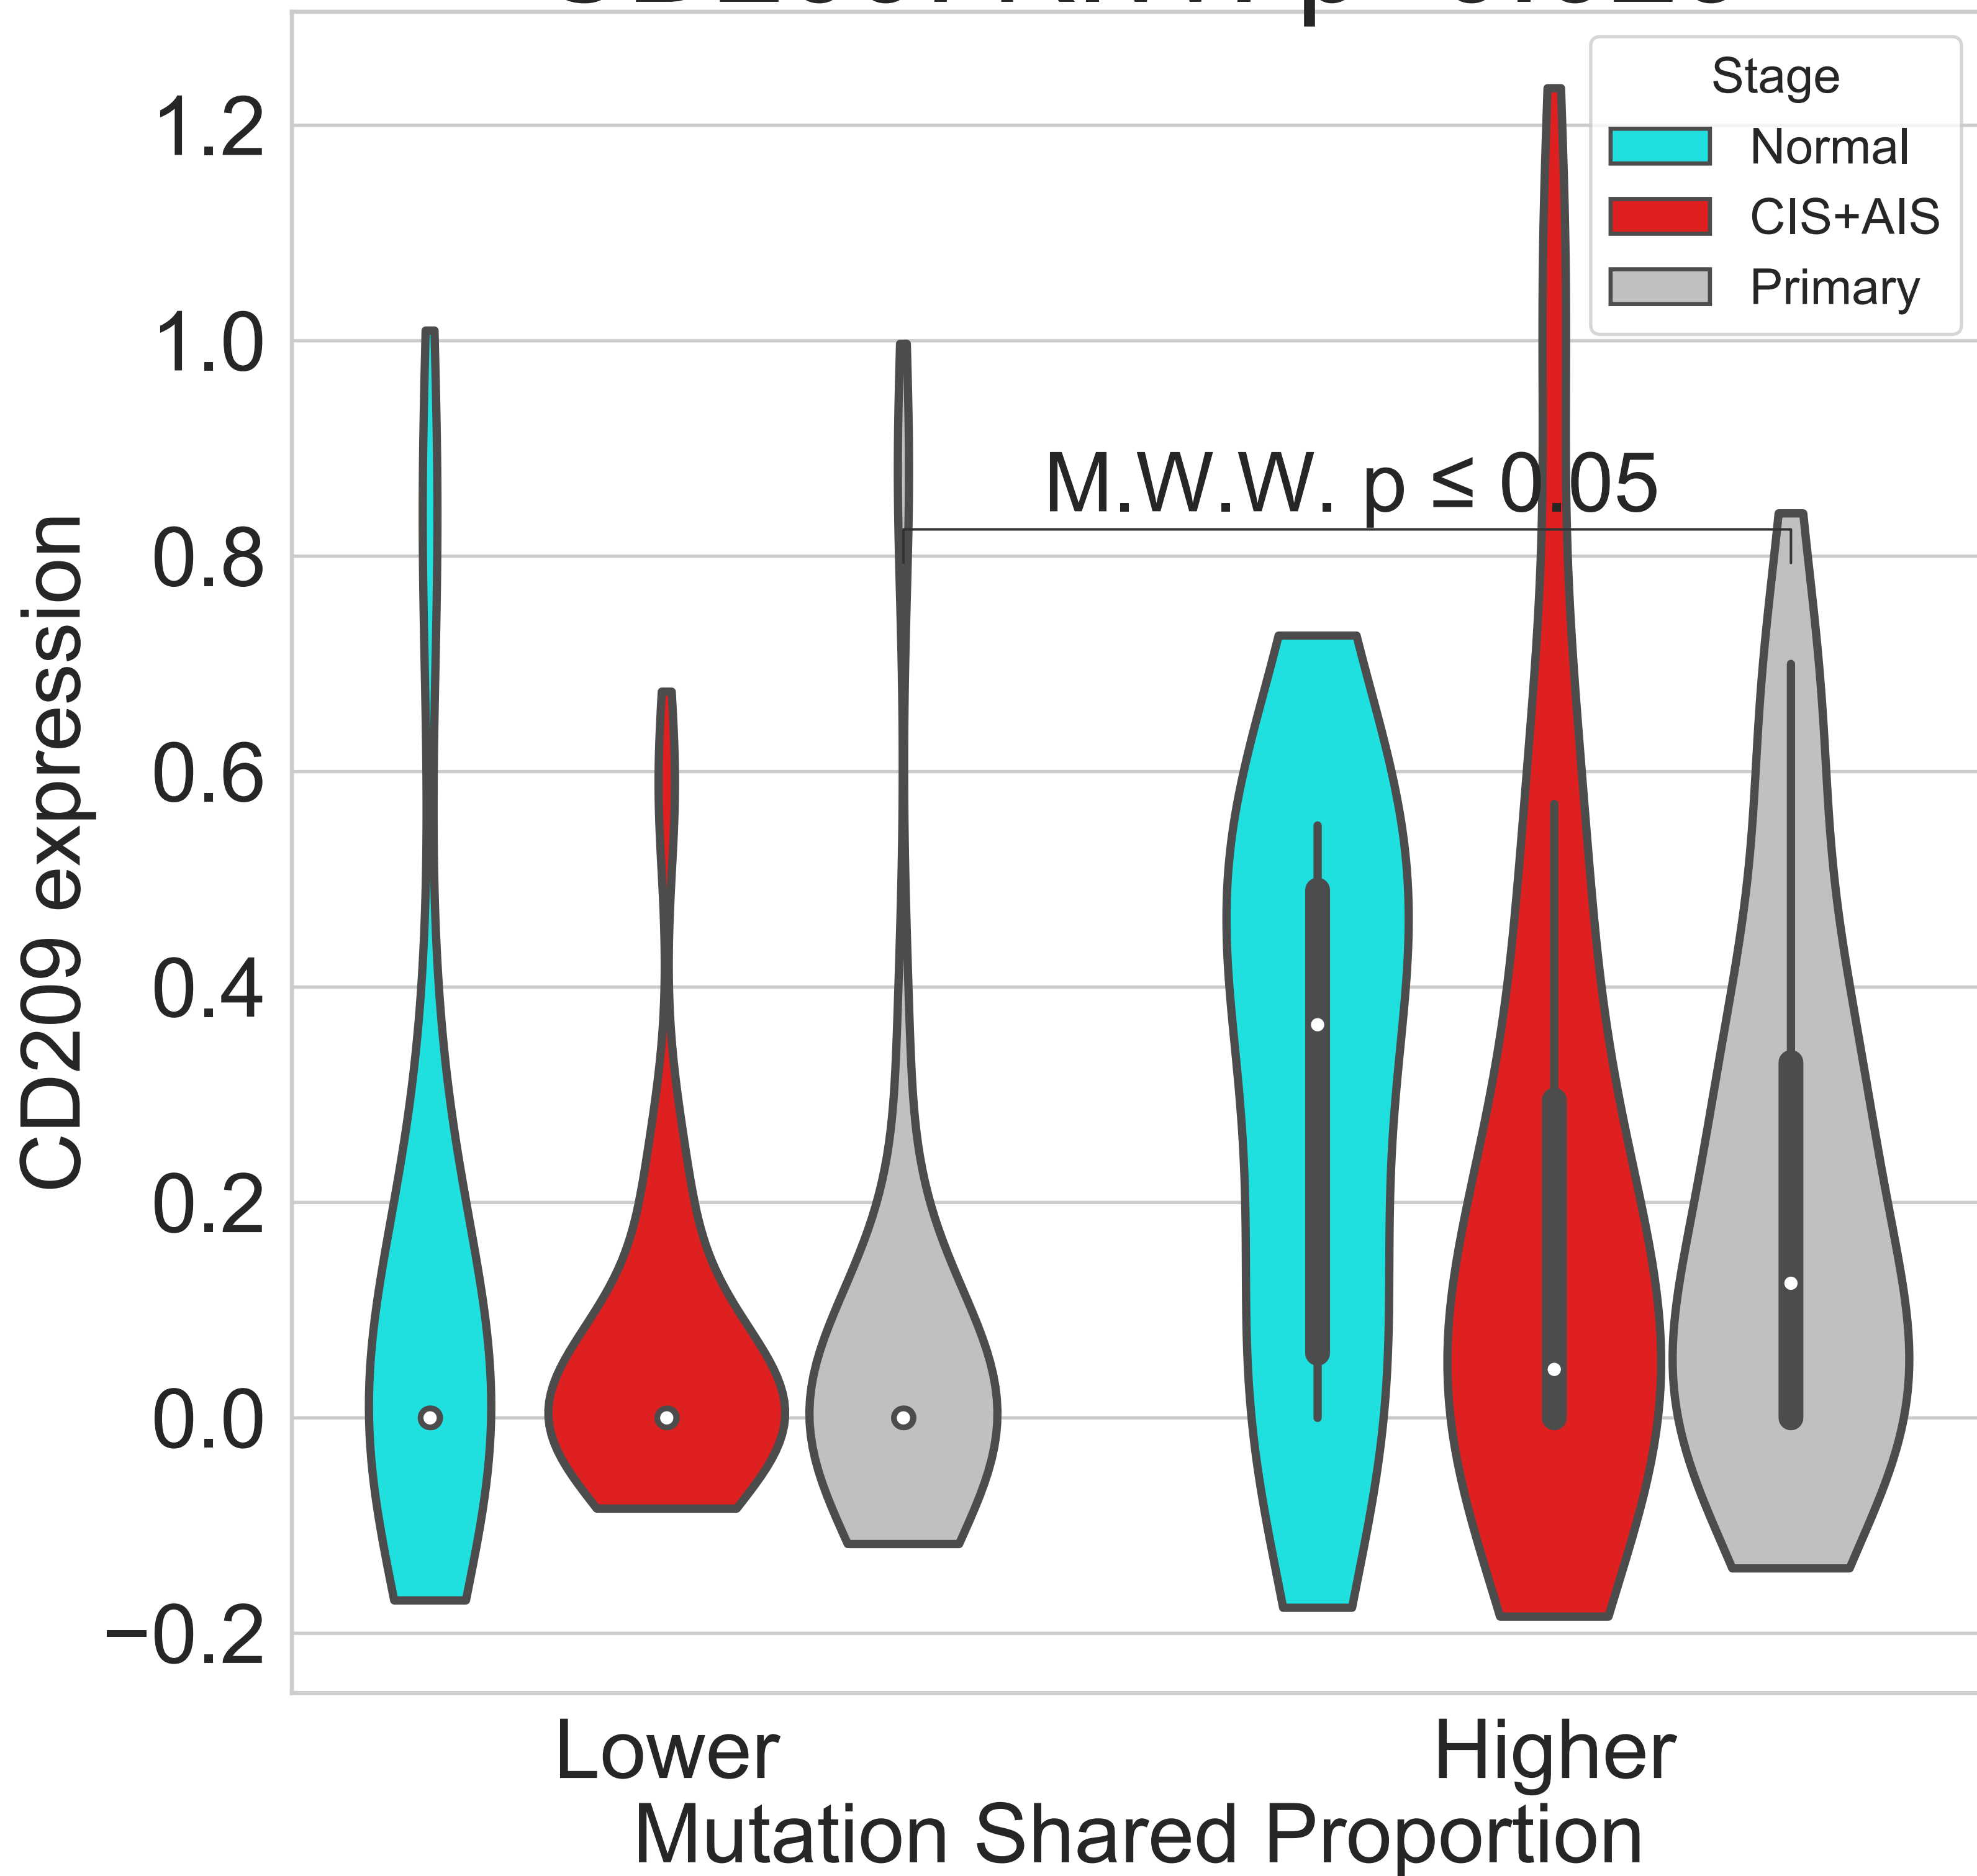 Stage
Normal
CIS+AIS
Primary
1.2
1.0
0.8
0.6
0.4
0.2
0.0
−0.2
M.W.W. p ≤ 0.05
CD209 expression
Lower
Higher
Mutation Shared Proportion